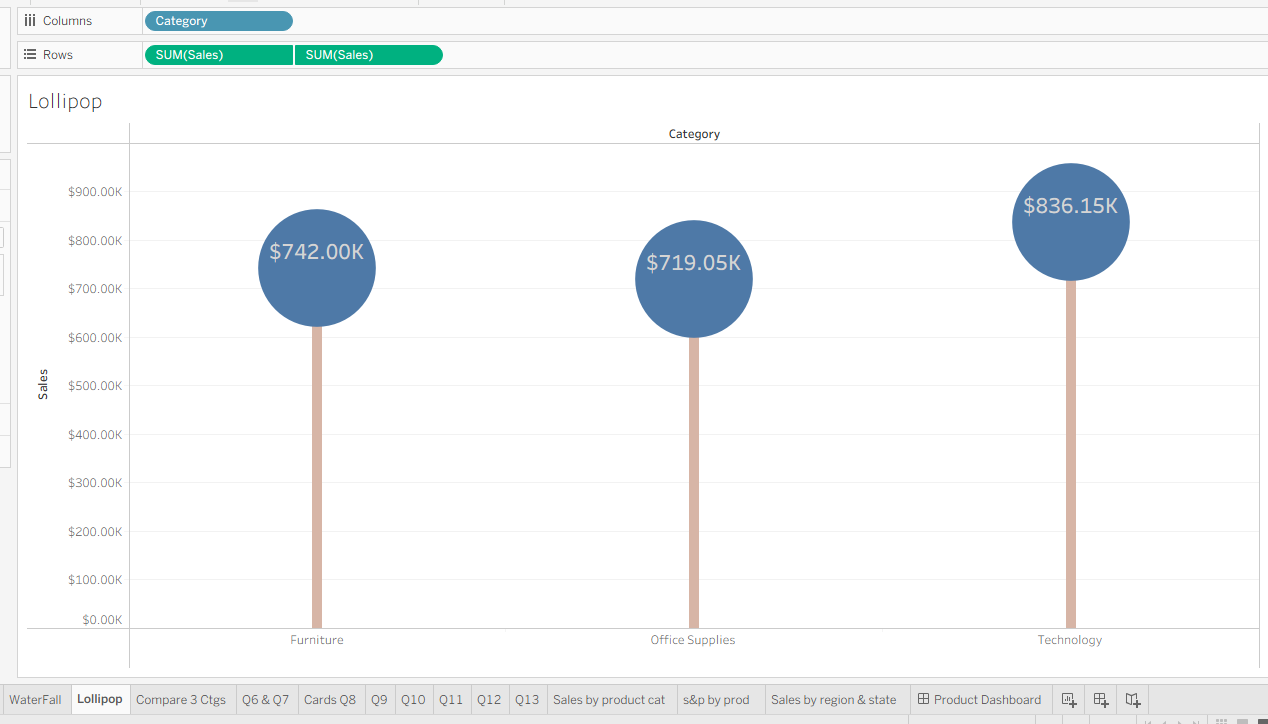 Columns
Category
Rows
SUM(Sales) SUM(Sales)
Lollipop
Category
$900.00K
$800.00K
$700.00K
$600.00K
$500.00K
$400.00K
$300.00K
$200.00K
$100.00K
$0.00K
Sales
$742.00K
$719.05K
$836.15K
Furniture
Office Supplies
Technology
WaterFall
Lollipop
Compare 3 Ctgs
Q6 & Q7
Cards Q8
Q9
Q10
Q11
Q12
Q13
Sales by product cat
s&p by prod
Sales by region & state
Product Dashboard